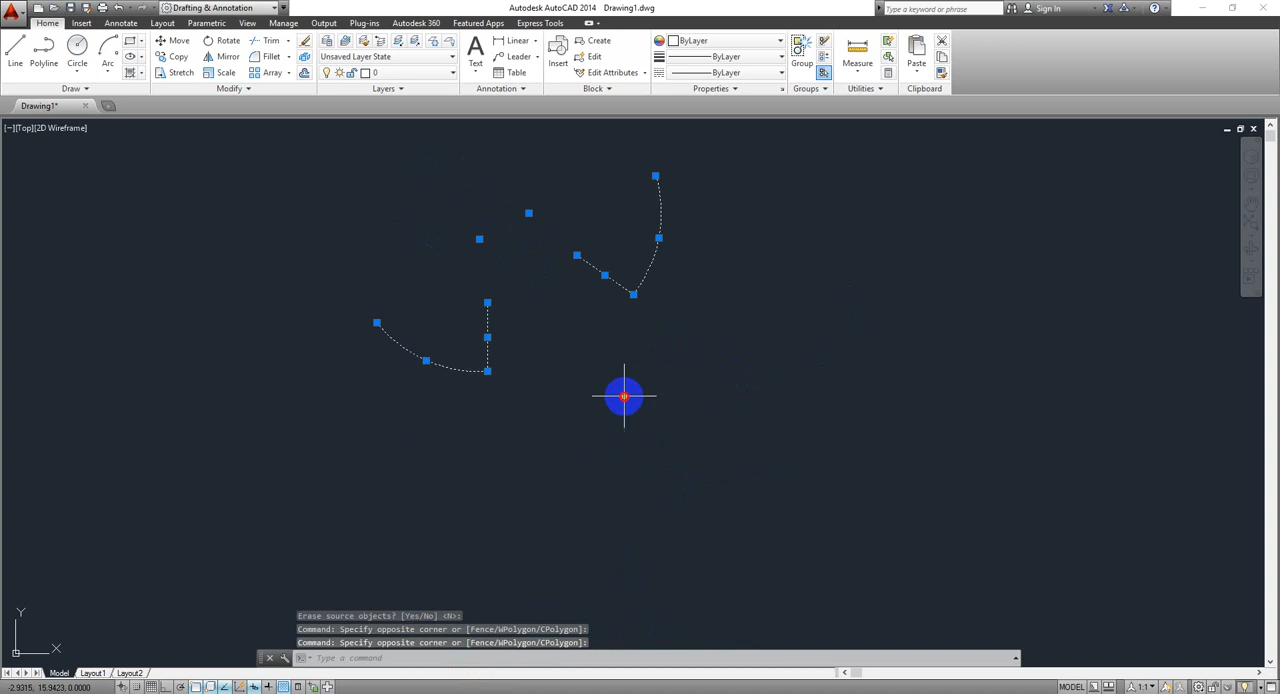 Drafting & Annotation
Autodesk AutoCAD 2014 Drawing1.dwg
Type a keyword or phrase
Sign In
Home Insert Annotate Layout Parametric View Manage Output Plug-ins Autodesk 360 Featured Apps Express Tools
Move Rotate Trim Linear Create ByLayer
Unsaved Layer State
Copy Mirror Fillet Leader Edit ByLayer
Line Polyline Circle Arc Text Insert Group Measure Paste
Stretch Scale Array 0 Table Edit Attributes ByLayer
Draw Modify Layers Annotation Block Properties Groups Utilities Clipboard
Drawing1*
[−][Top][2D Wireframe]
Y
X
Erase source objects? [Yes/No] <N>:
Command: Specify opposite corner or [Fence/WPolygon/CPolygon]:
Command: Specify opposite corner or [Fence/WPolygon/CPolygon]:
Type a command
Model Layout1 Layout2
-2.9315, 15.9423, 0.0000
MODEL
1:1